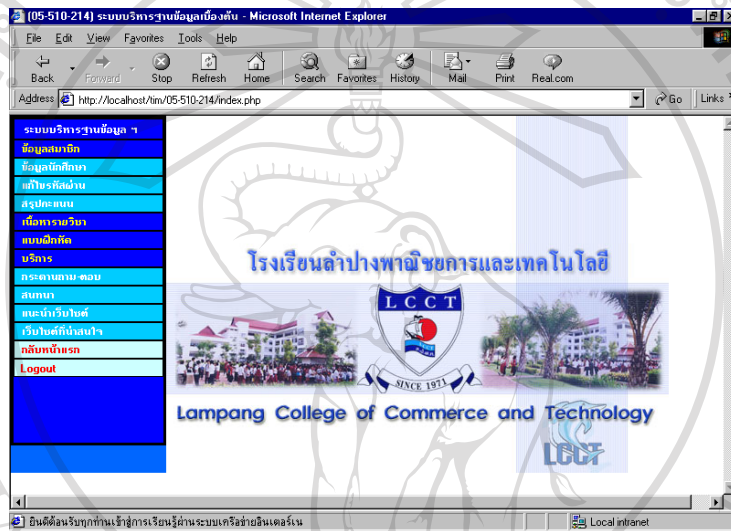 (05-510-214) ระบบบริหารฐานข้อมูลเบื้องต้น - Microsoft Internet Explorer
File Edit View Favorites Tools Help
Back Forward Stop Refresh Home Search Favorites History Mail Print Real.com
Address http://localhost/tim/05-510-214/index.php Go Links
ระบบบริหารฐานข้อมูล ฯ
ข้อมูลสมาชิก
ข้อมูลนักศึกษา
แก้ไขรหัสผ่าน
สรุปคะแนน
เนื้อหารายวิชา
แบบฝึกหัด
บริการ
กระดานถาม-ตอบ
สนทนา
แนะนำเว็บไซต์
เว็บไซต์ที่น่าสนใจ
กลับหน้าแรก
Logout
โรงเรียนลำปางพาณิชยการและเทคโนโลยี
LCCT
SINCE 1971
Lampang College of Commerce and Technology
LCCT
ยินดีต้อนรับทุกท่านเข้าสู่การเรียนรู้ผ่านระบบเครือข่ายอินเตอร์เน
Local intranet